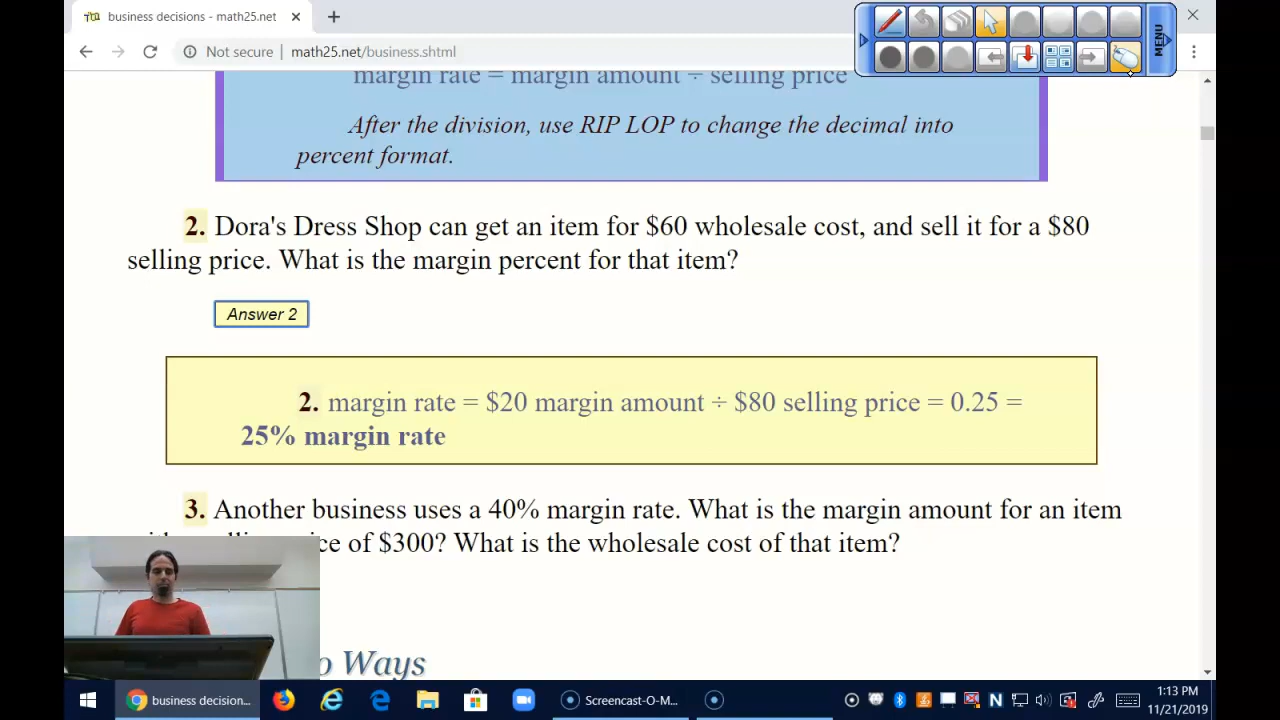 business decisions - math25.net
Not secure | math25.net/business.shtml
MENU
margin rate = margin amount ÷ selling price
After the division, use RIP LOP to change the decimal into
percent format.
2. Dora's Dress Shop can get an item for $60 wholesale cost, and sell it for a $80
selling price. What is the margin percent for that item?
Answer 2
2. margin rate = $20 margin amount ÷ $80 selling price = 0.25 =
25% margin rate
3. Another business uses a 40% margin rate. What is the margin amount for an item
of $300? What is the wholesale cost of that item?
Ways
business decision...
Screencast-O-M...
1:13 PM
11/21/2019